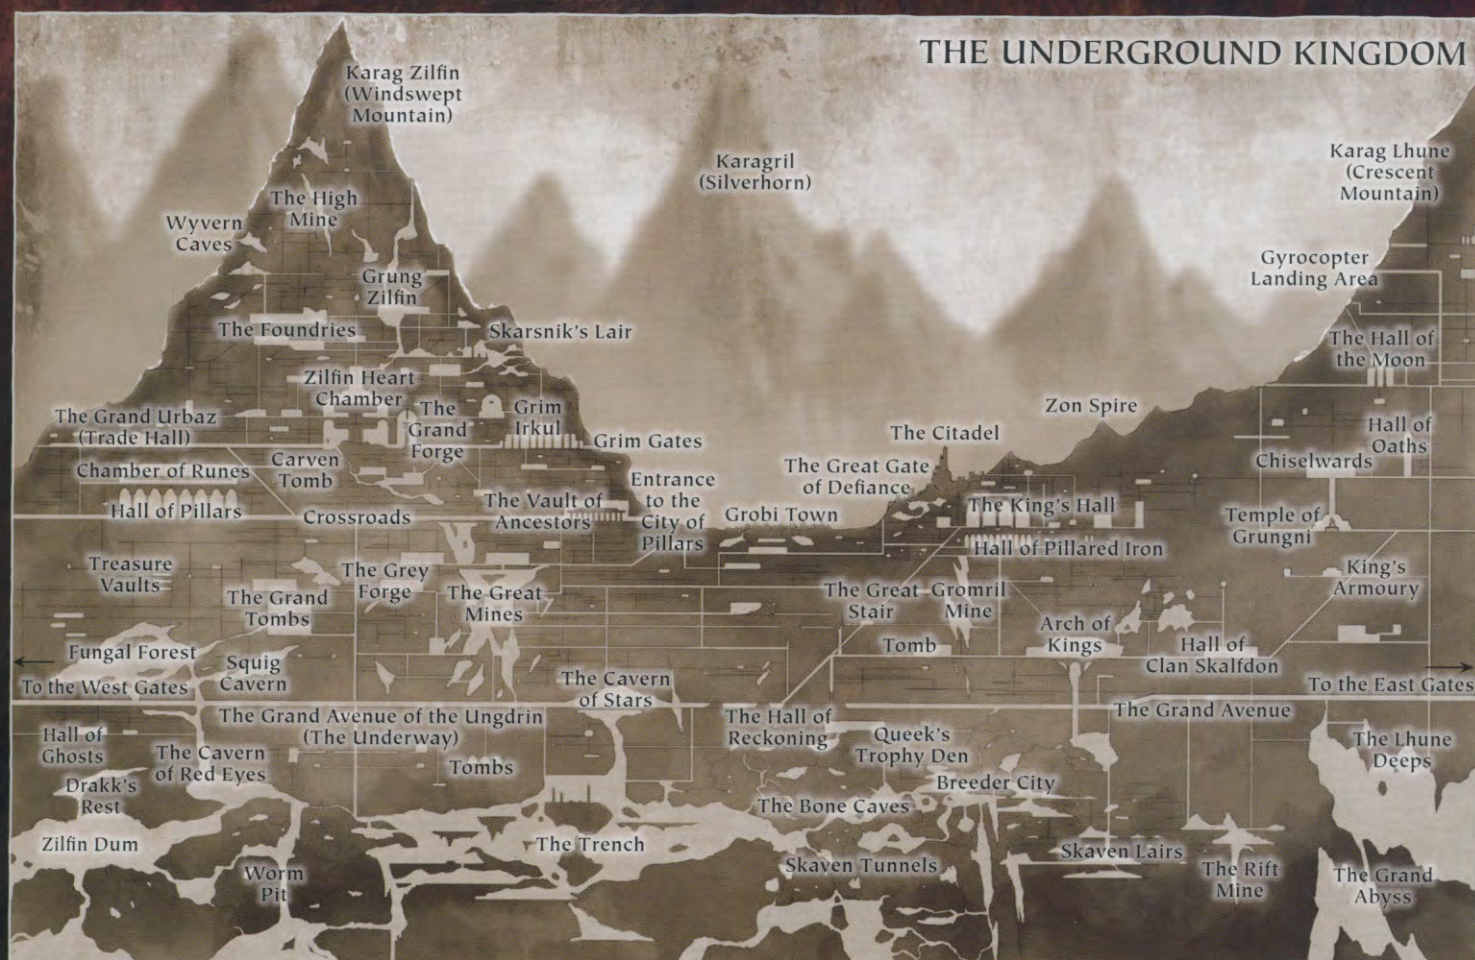 THE UNDERGROUND KINGDOM
Karag Zilfin
(Windswept
Mountain)
Karagril
(Silverhorn)
Karag Lhune
(Crescent
Mountain)
The High
Mine
Wyvern
Caves
Gyrocopter
Landing Area
Grung
Zilfin
The Foundries
Skarsnik's Lair
The Hall of
the Moon
Zilfin Heart
Chamber
The Grand Urbaz
(Trade Hall)
The
Grand
Forge
Grim
Irkul
Grim Gates
Zon Spire
The Citadel
Hall of
Oaths
Chiselwards
Chamber of Runes
Carven
Tomb
The Great Gate
of Defiance
Entrance
to the
City of
Pillars
Hall of Pillars
Crossroads
The Vault of
Ancestors
Grobi Town
The King's Hall
Temple of
Grungni
Hall of Pillared Iron
Treasure
Vaults
The Grey
Forge
The Grand
Tombs
The Great
Mines
The Great
Stair
Gromril
Mine
King's
Armoury
Arch of
Kings
Tomb
Hall of
Clan Skalfdon
Fungal Forest
Squig
Cavern
To the West Gates
The Cavern
of Stars
To the East Gates
The Grand Avenue of the Ungdrin
(The Underway)
The Hall of
Reckoning
The Grand Avenue
Hall of
Ghosts
The Cavern
of Red Eyes
Queek's
Trophy Den
The Lhune
Deeps
Tombs
Drakk's
Rest
Breeder City
The Bone Caves
Zilfin Dum
The Trench
Skaven Tunnels
Skaven Lairs
Worm
Pit
The Rift
Mine
The Grand
Abyss